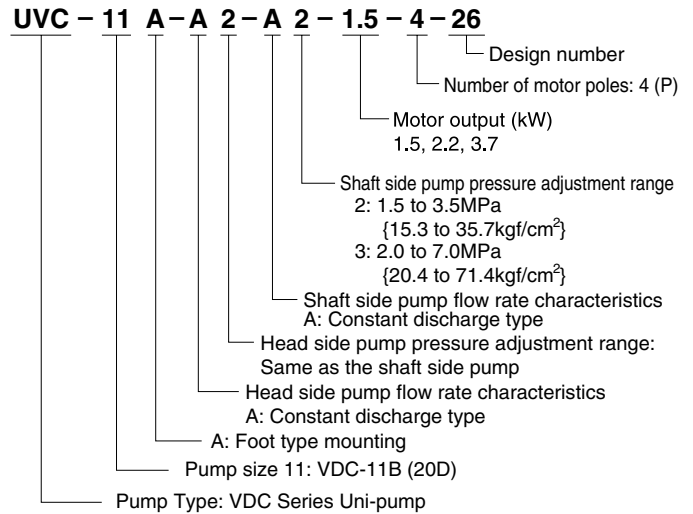 UVC – 11 A – A 2 – A 2 – 1.5 – 4 – 26
Design number
Number of motor poles: 4 (P)
Motor output (kW)
1.5, 2.2, 3.7
Shaft side pump pressure adjustment range
2: 1.5 to 3.5MPa
{15.3 to 35.7kgf/cm²}
3: 2.0 to 7.0MPa
{20.4 to 71.4kgf/cm²}
Shaft side pump flow rate characteristics
A: Constant discharge type
Head side pump pressure adjustment range:
Same as the shaft side pump
Head side pump flow rate characteristics
A: Constant discharge type
A: Foot type mounting
Pump size 11: VDC-11B (20D)
Pump Type: VDC Series Uni-pump